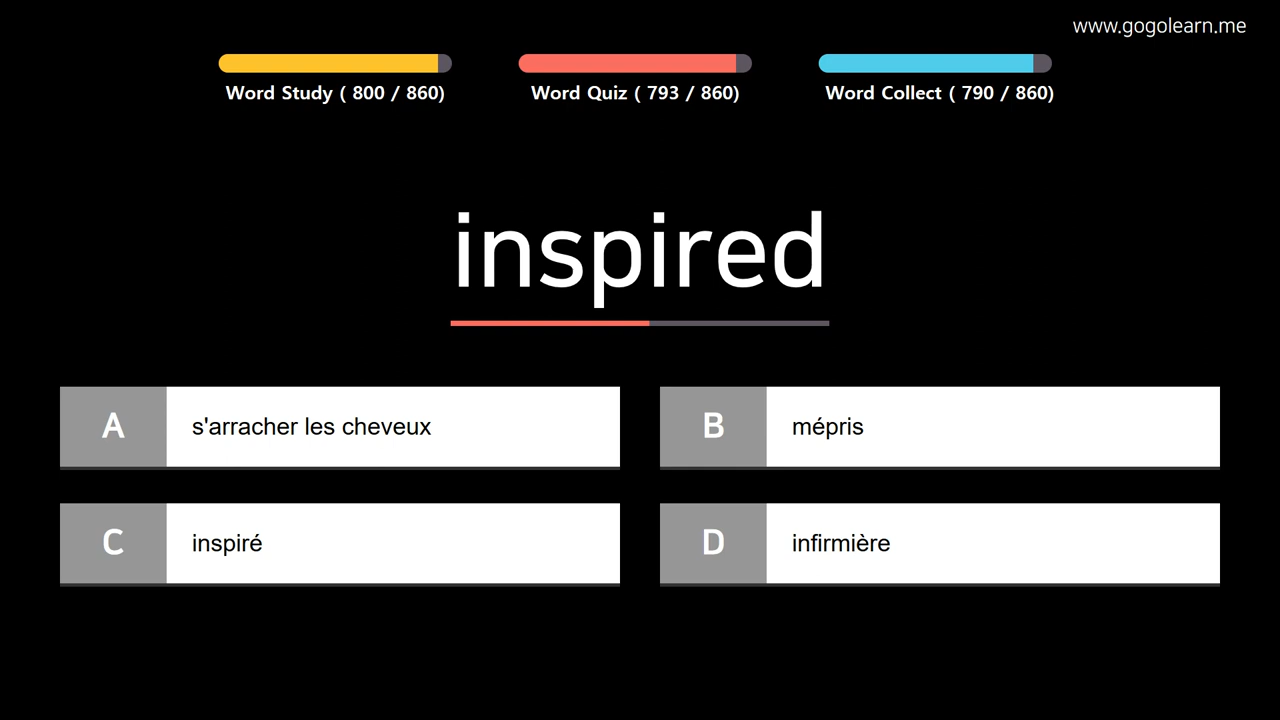 www.gogolearn.me
Word Study ( 800 / 860)
Word Quiz ( 793 / 860)
Word Collect ( 790 / 860)
inspired
A s'arracher les cheveux
B mépris
C inspiré
D infirmière